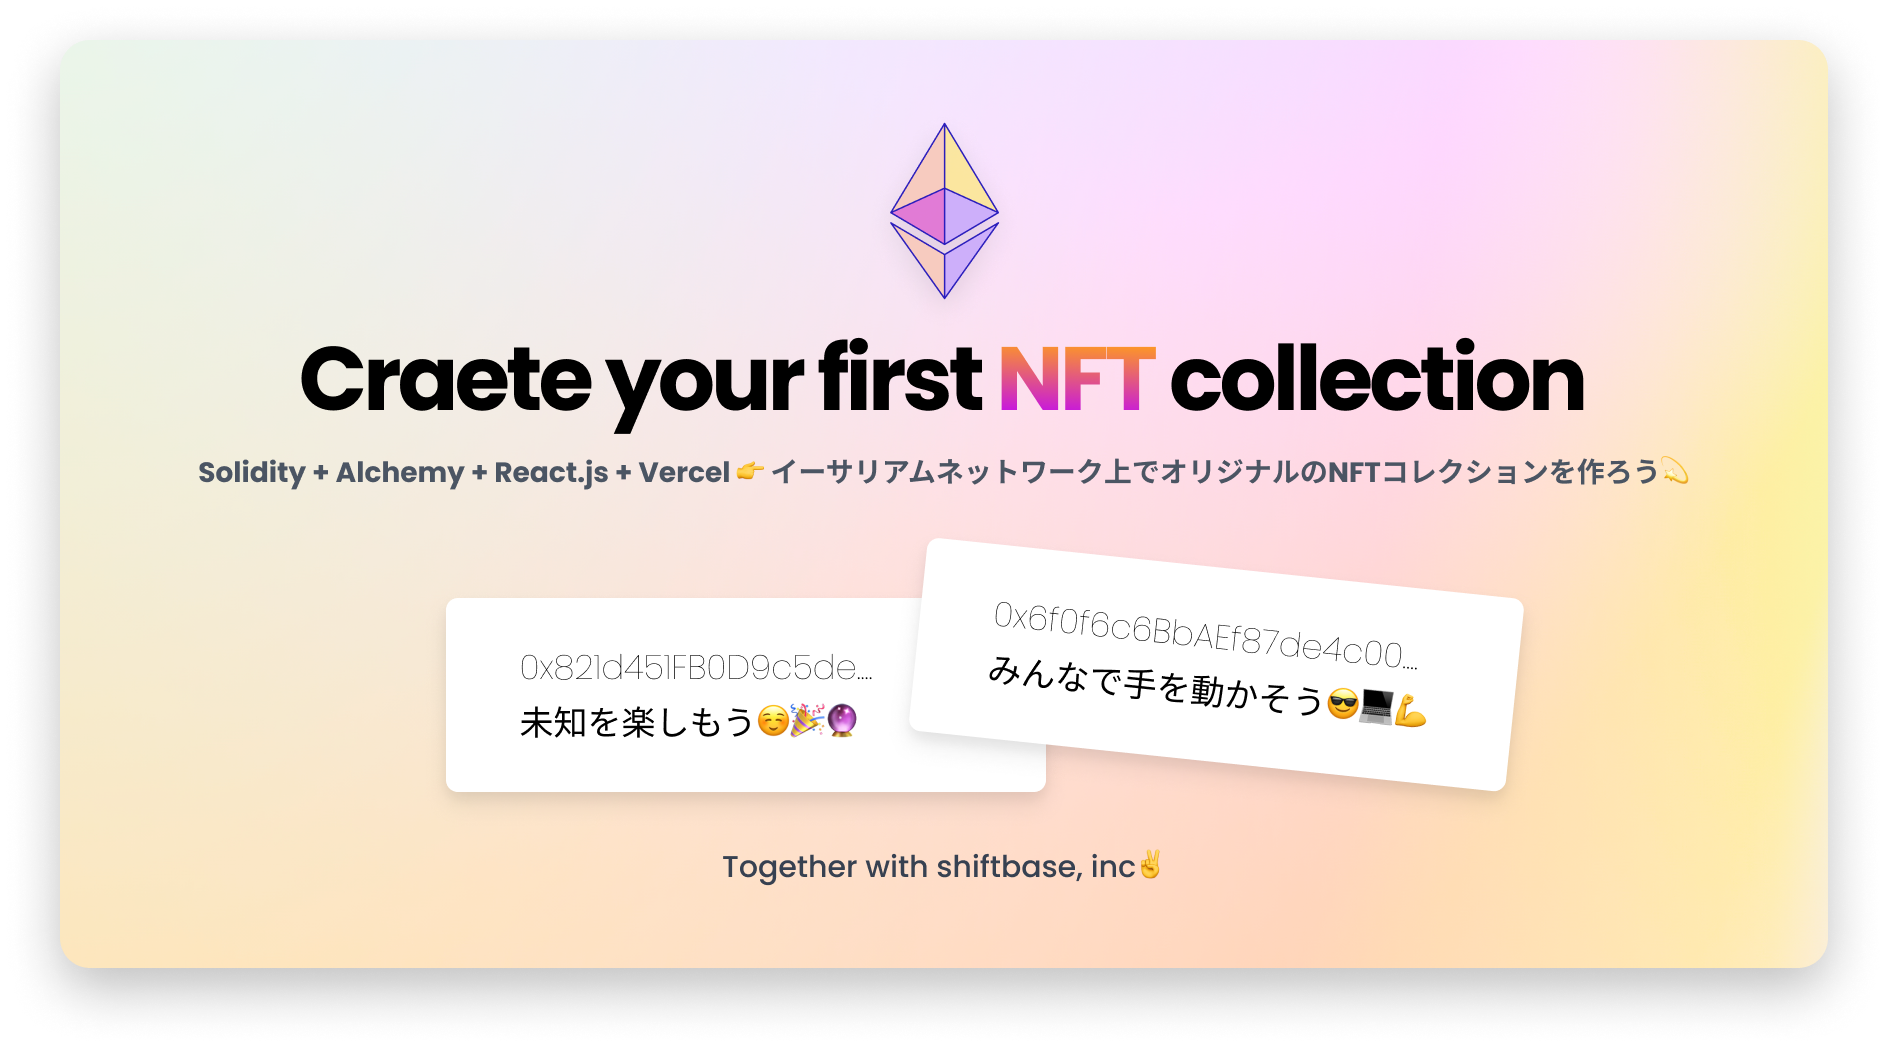 Craete your first NFT collection
Solidity + Alchemy + React.js + Vercel 👉 イーサリアムネットワーク上でオリジナルのNFTコレクションを作ろう💫
0x821d451FB0D9c5de....
未知を楽しもう☺️🎉🔮
0x6f0f6c6BbAEf87de4c00....
みんなで手を動かそう😎💻💪
Together with shiftbase, inc✌️